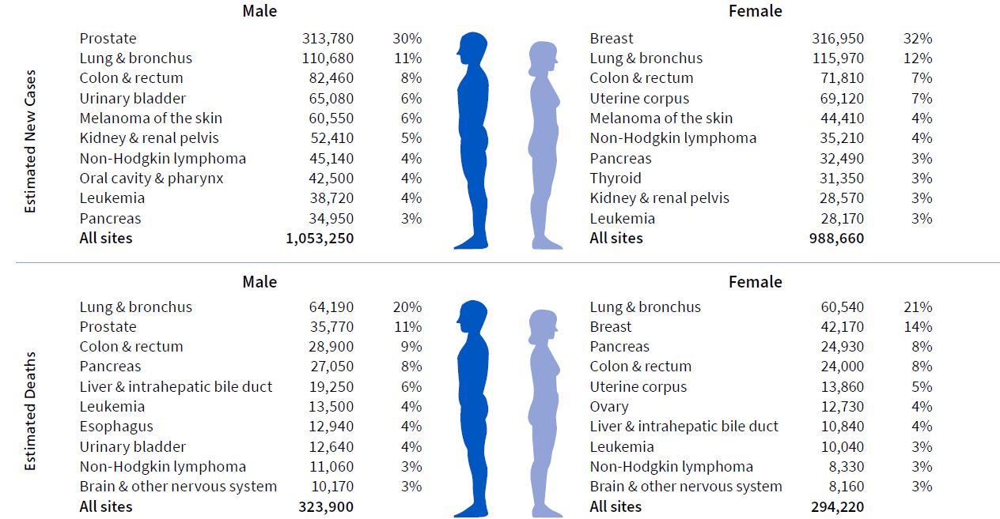 Male Female
Prostate 313,780 30% Breast 316,950 32%
Lung & bronchus 110,680 11% Lung & bronchus 115,970 12%
Colon & rectum 82,460 8% Colon & rectum 71,810 7%
Urinary bladder 65,080 6% Uterine corpus 69,120 7%
Melanoma of the skin 60,550 6% Melanoma of the skin 44,410 4%
Kidney & renal pelvis 52,410 5% Non-Hodgkin lymphoma 35,210 4%
Non-Hodgkin lymphoma 45,140 4% Pancreas 32,490 3%
Oral cavity & pharynx 42,500 4% Thyroid 31,350 3%
Leukemia 38,720 4% Kidney & renal pelvis 28,570 3%
Pancreas 34,950 3% Leukemia 28,170 3%
All sites 1,053,250 All sites 988,660
Estimated New Cases
Male Female
Lung & bronchus 64,190 20% Lung & bronchus 60,540 21%
Prostate 35,770 11% Breast 42,170 14%
Colon & rectum 28,900 9% Pancreas 24,930 8%
Pancreas 27,050 8% Colon & rectum 24,000 8%
Liver & intrahepatic bile duct 19,250 6% Uterine corpus 13,860 5%
Leukemia 13,500 4% Ovary 12,730 4%
Esophagus 12,940 4% Liver & intrahepatic bile duct 10,840 4%
Urinary bladder 12,640 4% Leukemia 10,040 3%
Non-Hodgkin lymphoma 11,060 3% Non-Hodgkin lymphoma 8,330 3%
Brain & other nervous system 10,170 3% Brain & other nervous system 8,160 3%
All sites 323,900 All sites 294,220
Estimated Deaths